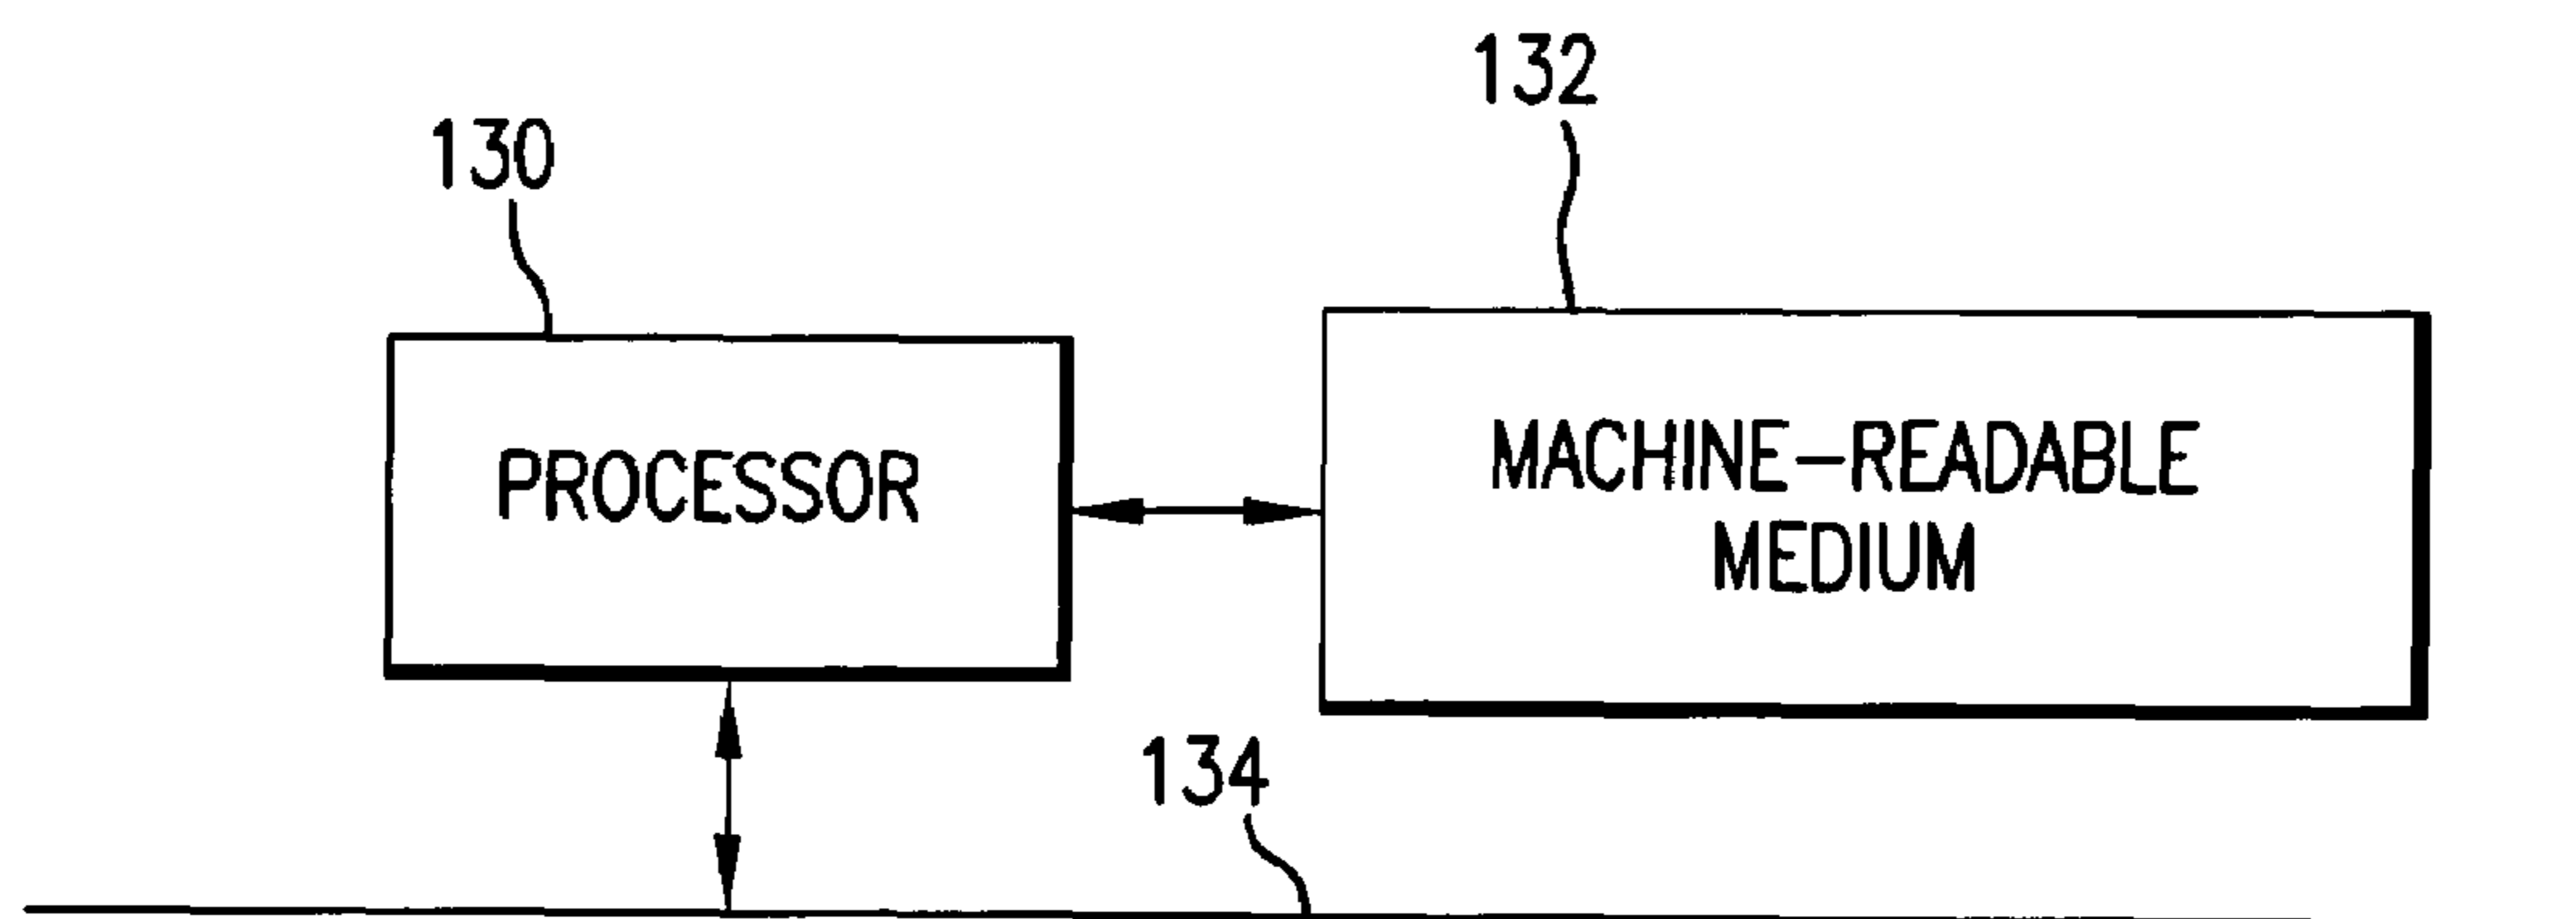 132
130
PROCESSOR
MACHINE-READABLE
MEDIUM
134